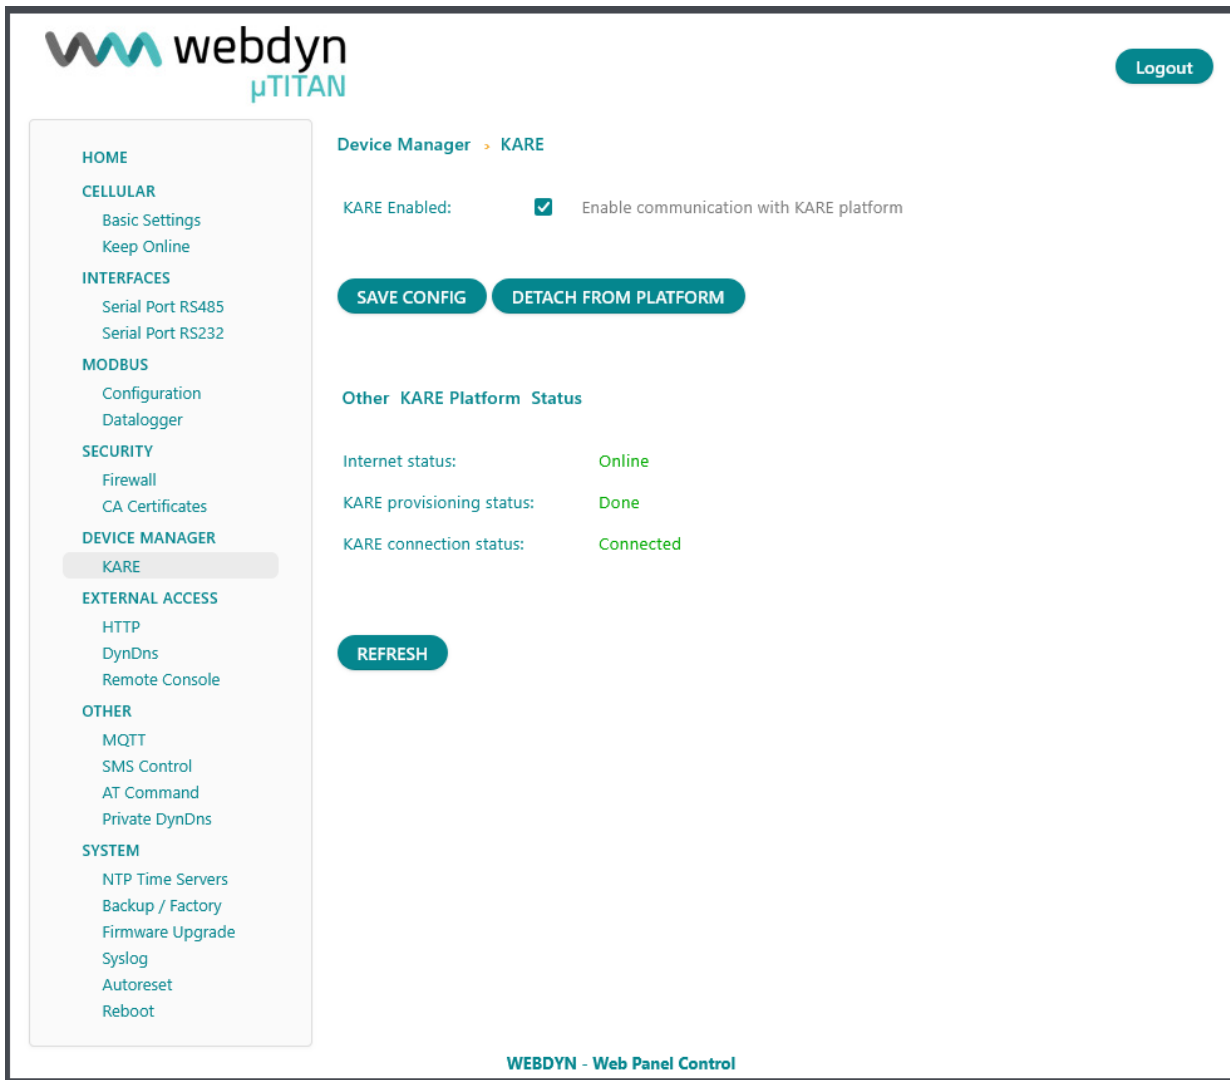 webdyn
µTITAN
Logout
HOME
CELLULAR
Basic Settings
Keep Online
INTERFACES
Serial Port RS485
Serial Port RS232
MODBUS
Configuration
Datalogger
SECURITY
Firewall
CA Certificates
DEVICE MANAGER
KARE
EXTERNAL ACCESS
HTTP
DynDns
Remote Console
OTHER
MQTT
SMS Control
AT Command
Private DynDns
SYSTEM
NTP Time Servers
Backup / Factory
Firmware Upgrade
Syslog
Autoreset
Reboot
Device Manager › KARE
KARE Enabled: Enable communication with KARE platform
SAVE CONFIG DETACH FROM PLATFORM
Other KARE Platform Status
Internet status: Online
KARE provisioning status: Done
KARE connection status: Connected
REFRESH
WEBDYN - Web Panel Control